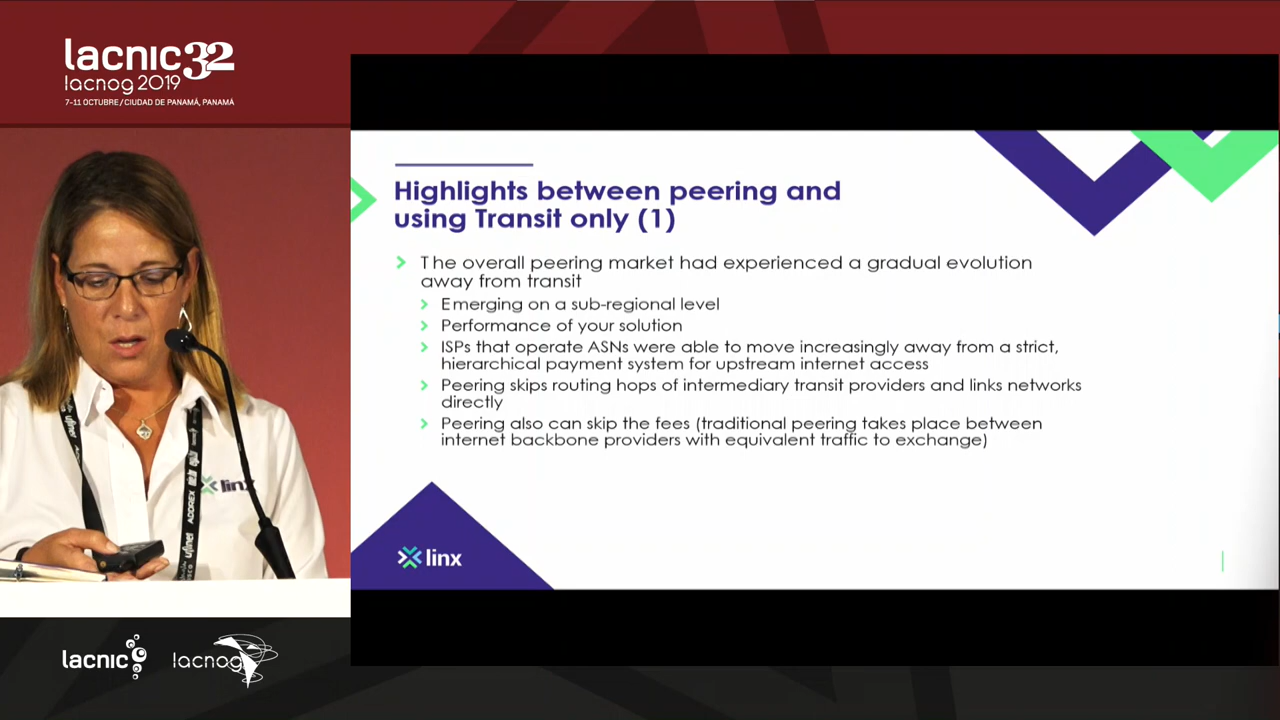 lacnic32
lacnog 2019
7-11 OCTUBRE / CIUDAD DE PANAMÁ, PANAMÁ
Highlights between peering and
using Transit only (1)
The overall peering market had experienced a gradual evolution
away from transit
Emerging on a sub-regional level
Performance of your solution
ISPs that operate ASNs were able to move increasingly away from a strict,
hierarchical payment system for upstream internet access
Peering skips routing hops of intermediary transit providers and links networks
directly
Peering also can skip the fees (traditional peering takes place between
internet backbone providers with equivalent traffic to exchange)
linx
linx
ufinet
ADDREX
ufinet
lacnic
lacnog